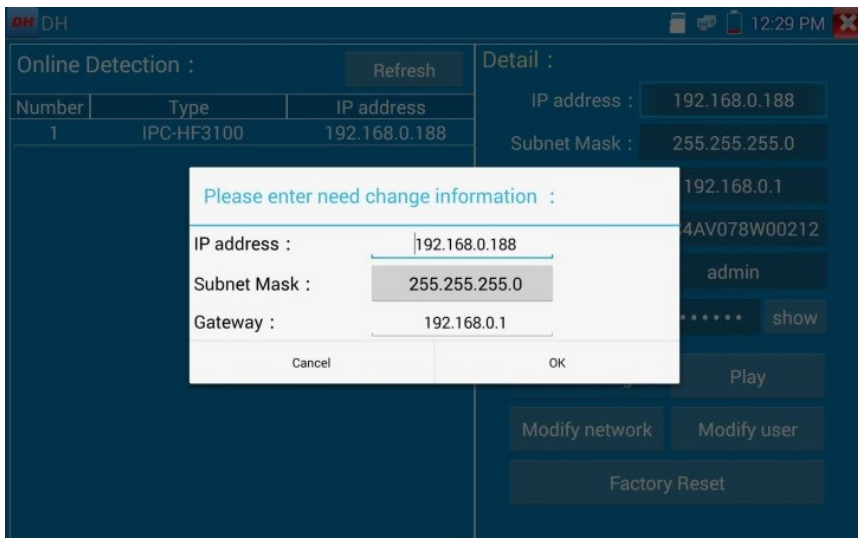 DH DH 12:29 PM
Online Detection : Refresh
Number Type IP address
1 IPC-HF3100 192.168.0.188
Detail :
IP address : 192.168.0.188
Subnet Mask : 255.255.255.0
192.168.0.1
4AV078W00212
admin
•••••• show
Play
Modify network Modify user
Factory Reset
Please enter need change information :
IP address : 192.168.0.188
Subnet Mask : 255.255.255.0
Gateway : 192.168.0.1
Cancel OK